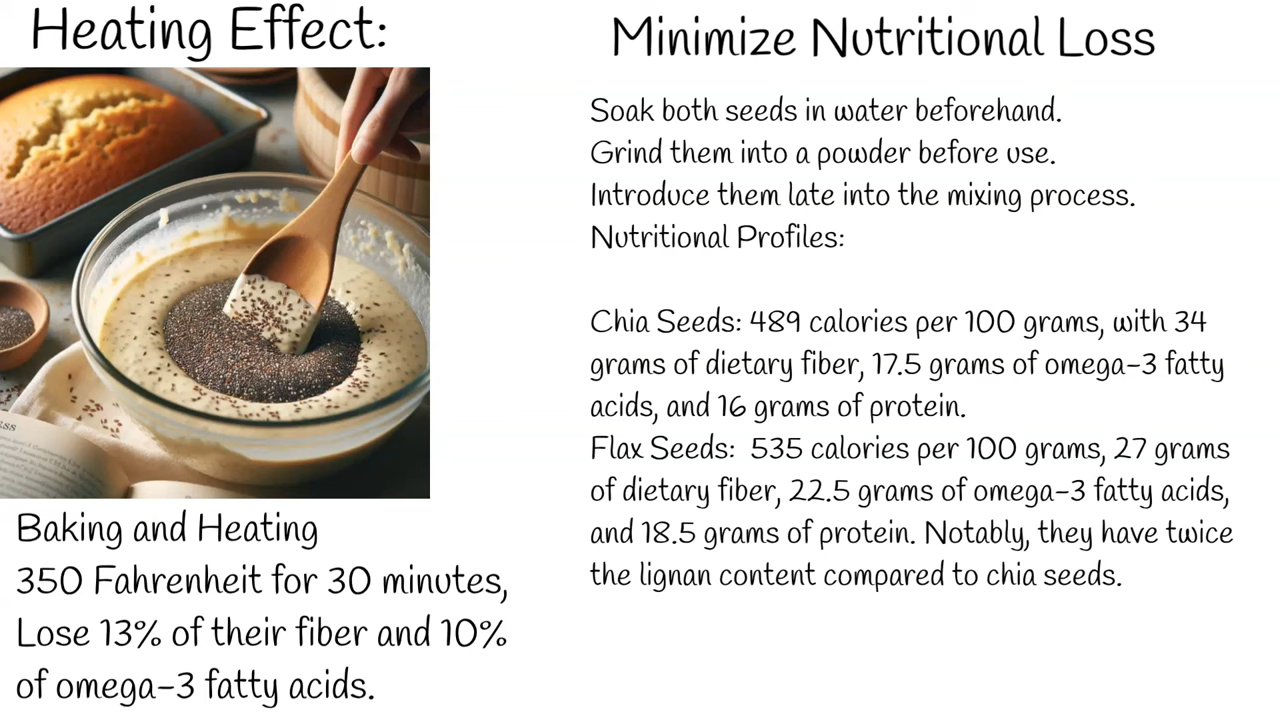 Heating Effect:
Baking and Heating
350 Fahrenheit for 30 minutes,
Lose 13% of their fiber and 10%
of omega-3 fatty acids.
Minimize Nutritional Loss
Soak both seeds in water beforehand.
Grind them into a powder before use.
Introduce them late into the mixing process.
Nutritional Profiles:
Chia Seeds: 489 calories per 100 grams, with 34
grams of dietary fiber, 17.5 grams of omega-3 fatty
acids, and 16 grams of protein.
Flax Seeds:  535 calories per 100 grams, 27 grams
of dietary fiber, 22.5 grams of omega-3 fatty acids,
and 18.5 grams of protein. Notably, they have twice
the lignan content compared to chia seeds.